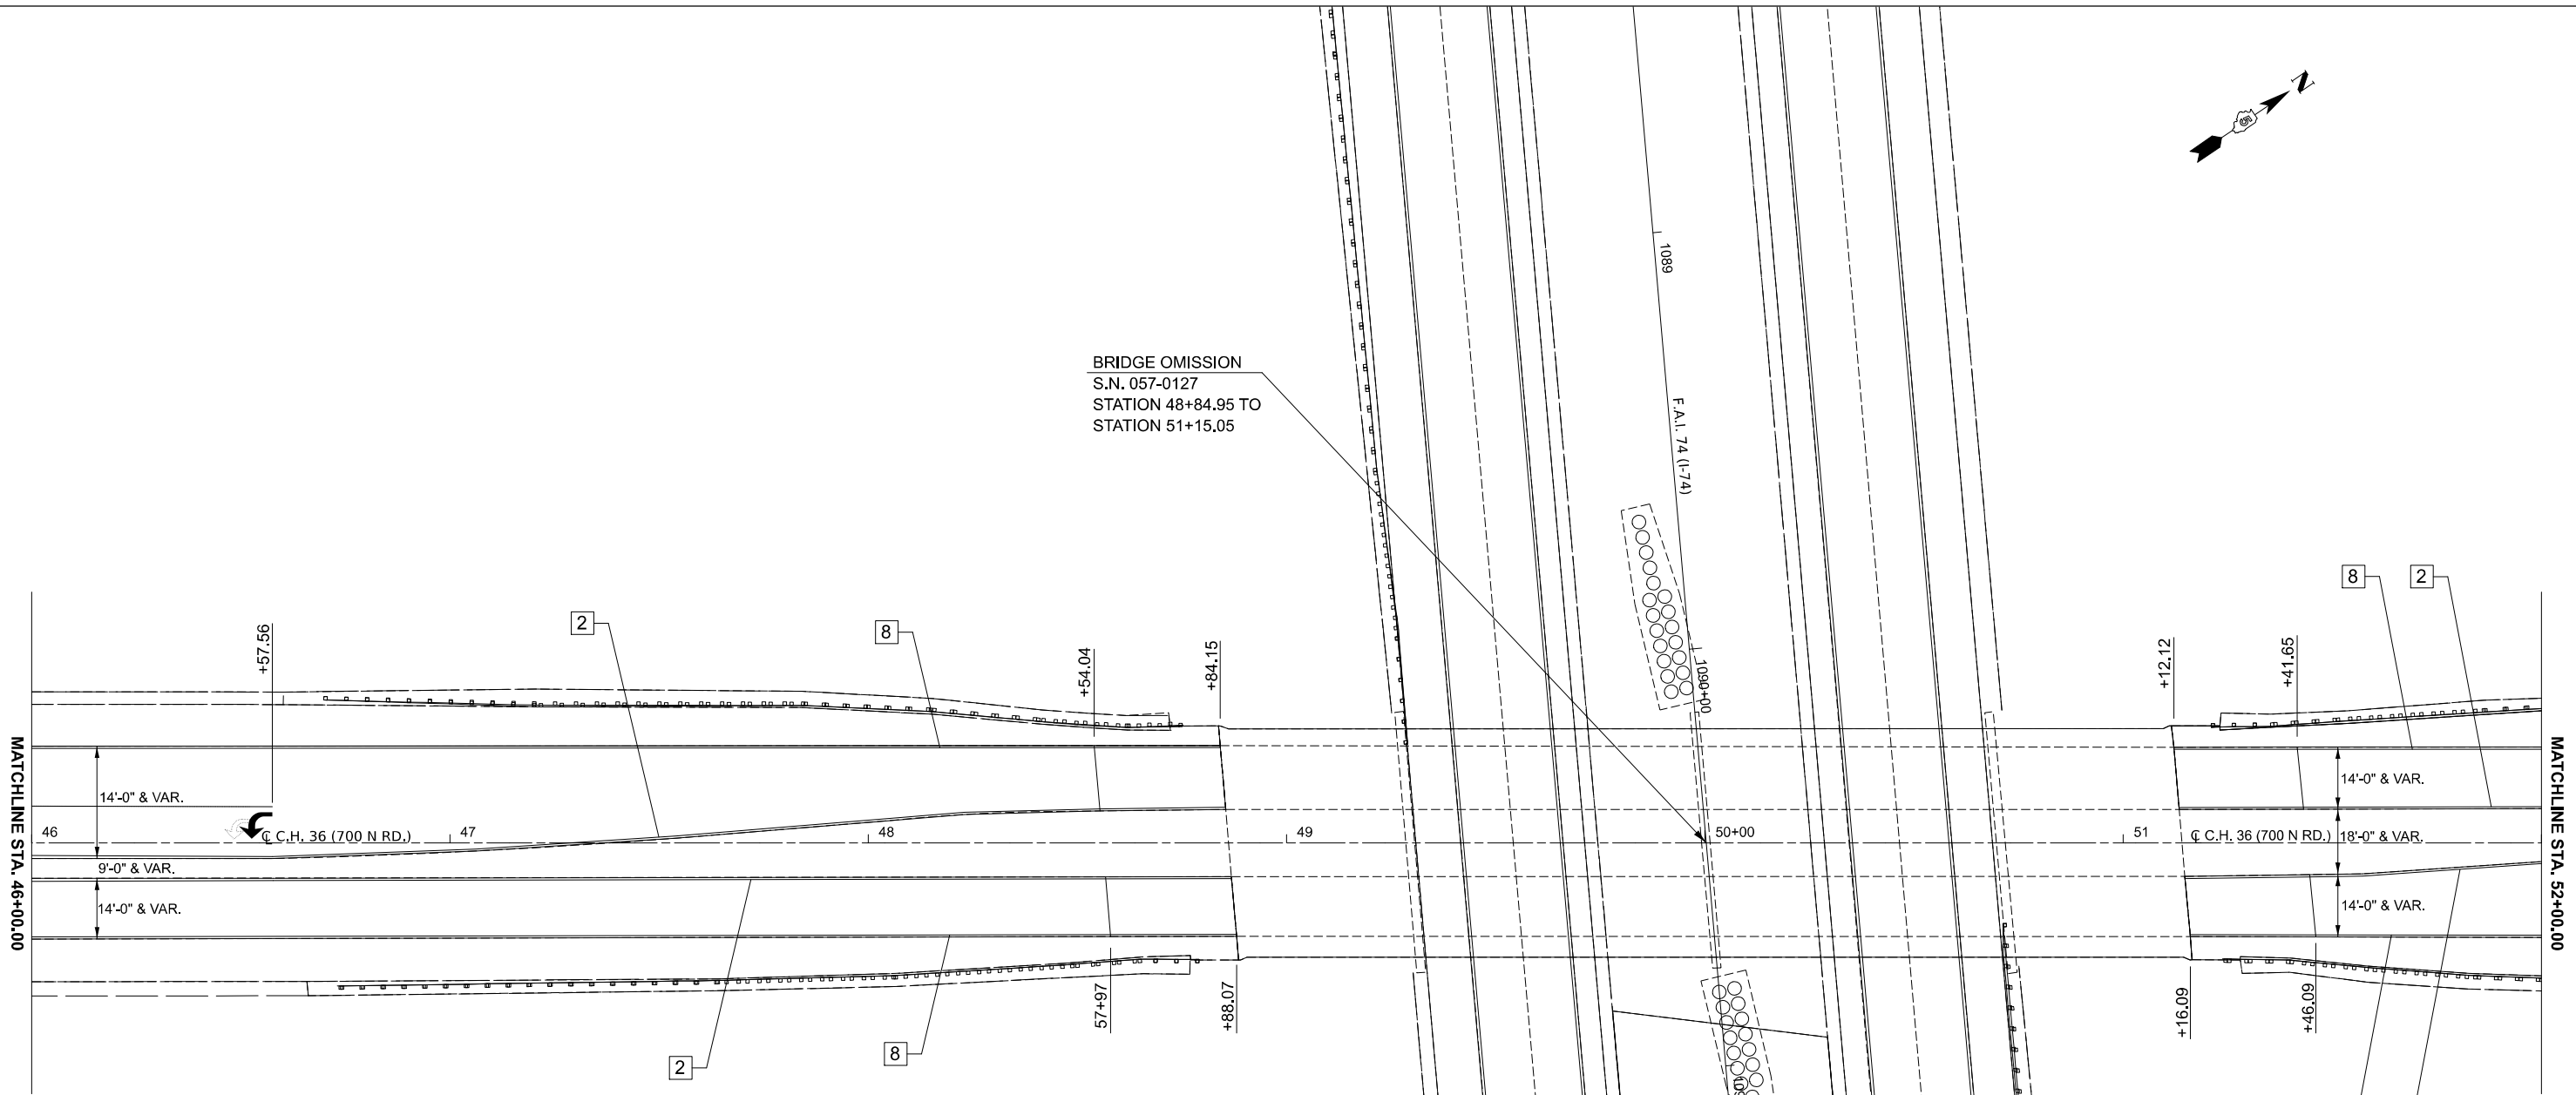 N
5
1089
BRIDGE OMISSION
S.N. 057-0127
STATION 48+84.95 TO
STATION 51+15.05
F.A.I. 74 (I-74)
8
2
2
8
+57.56
+54.04
+84.15
1090+00
+12.12
+41.65
MATCHLINE STA. 46+00.00
14'-0" & VAR.
46
℄ C.H. 36 (700 N RD.)
47
48
49
50+00
51
℄ C.H. 36 (700 N RD.)
14'-0" & VAR.
18'-0" & VAR.
9'-0" & VAR.
14'-0" & VAR.
14'-0" & VAR.
MATCHLINE STA. 52+00.00
57+97
+88.07
+16.09
+46.09
2
8